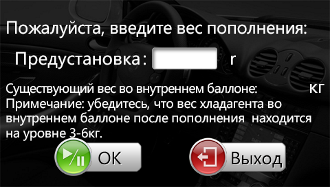 Пожалуйста, введите вес пополнения:
Предустановка: г
Существующий вес во внутреннем баллоне: кг
Примечание: убедитесь, что вес хладагента во
внутреннем баллоне после пополнения находится
на уровне 3-6кг.
OK Выход